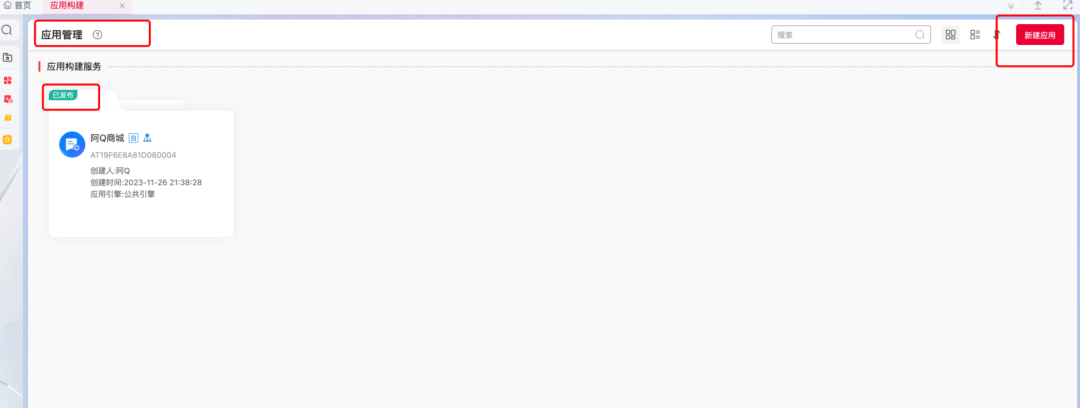 首页
应用构建
应用管理
搜索
新建应用
应用构建服务
已发布
阿Q商城
AT19F6E8A81D080004
创建人:阿Q
创建时间:2023-11-26 21:38:28
应用引擎:公共引擎